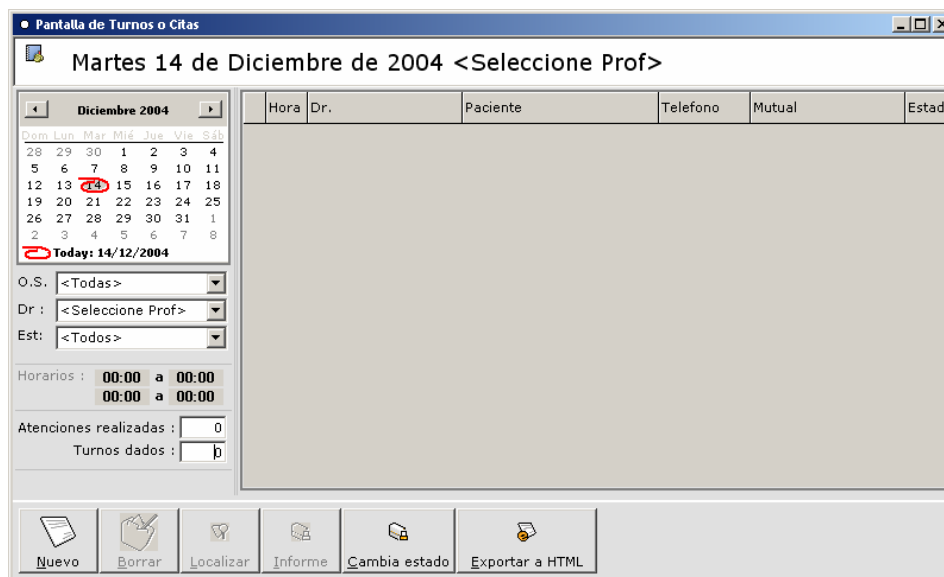 Pantalla de Turnos o Citas
Martes 14 de Diciembre de 2004 <Seleccione Prof>
Diciembre 2004
Dom Lun Mar Mié Jue Vie Sáb
28 29 30 1 2 3 4
5 6 7 8 9 10 11
12 13 14 15 16 17 18
19 20 21 22 23 24 25
26 27 28 29 30 31 1
2 3 4 5 6 7 8
Today: 14/12/2004
O.S. <Todas>
Dr : <Seleccione Prof>
Est: <Todos>
Horarios : 00:00 a 00:00
00:00 a 00:00
Atenciones realizadas : 0
Turnos dados : 0
Hora Dr. Paciente Telefono Mutual Estad
Nuevo Borrar Localizar Informe Cambia estado Exportar a HTML